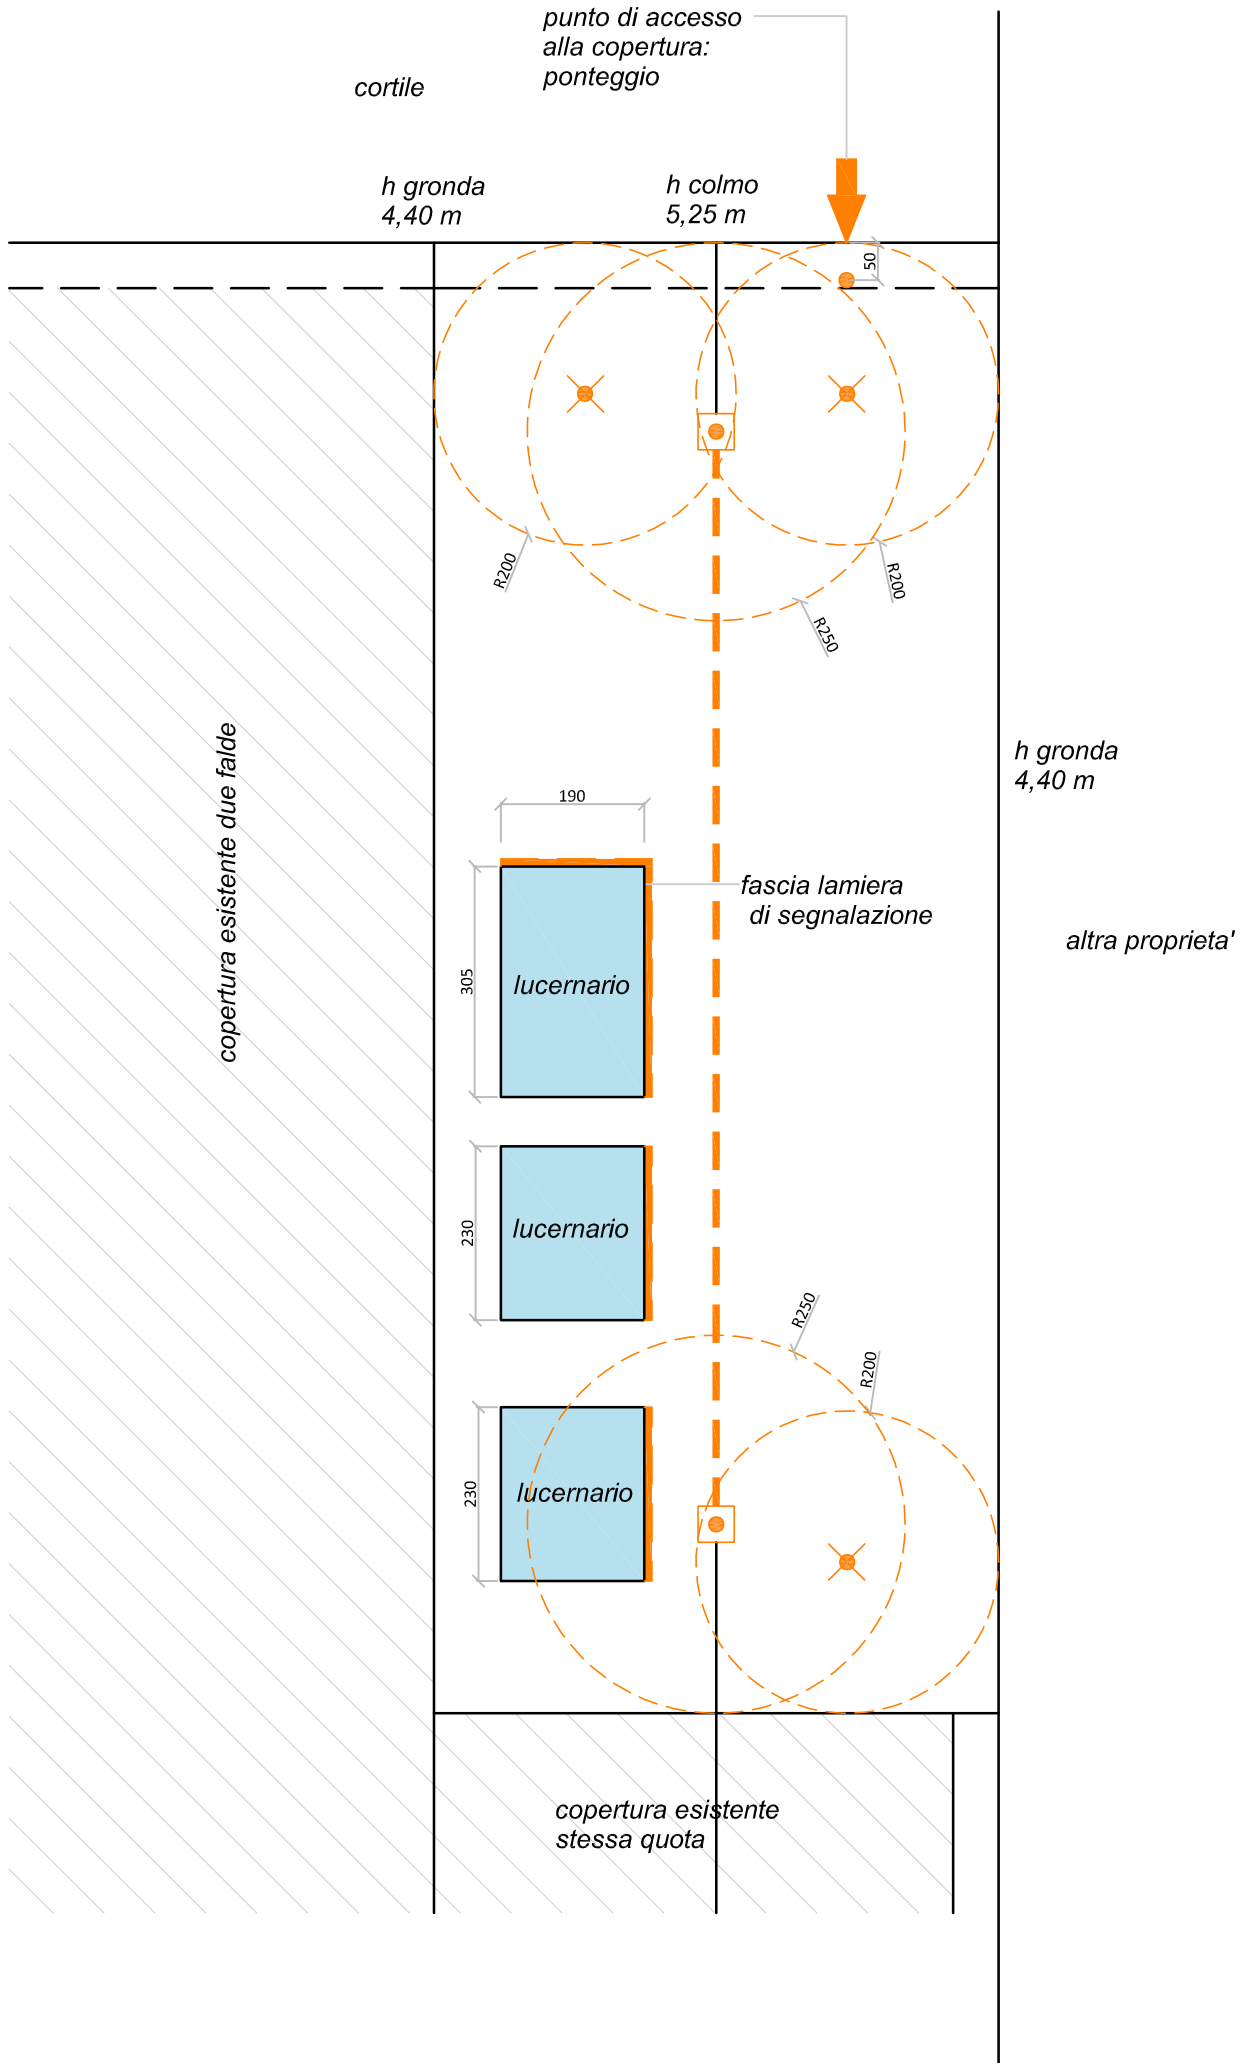 punto di accesso
alla copertura:
ponteggio
cortile
h gronda
4,40 m
h colmo
5,25 m
50
R200
R200
R250
copertura esistente due falde
h gronda
4,40 m
190
fascia lamiera
di segnalazione
altra proprieta'
305
lucernario
230
lucernario
R250
R200
230
lucernario
copertura esistente
stessa quota